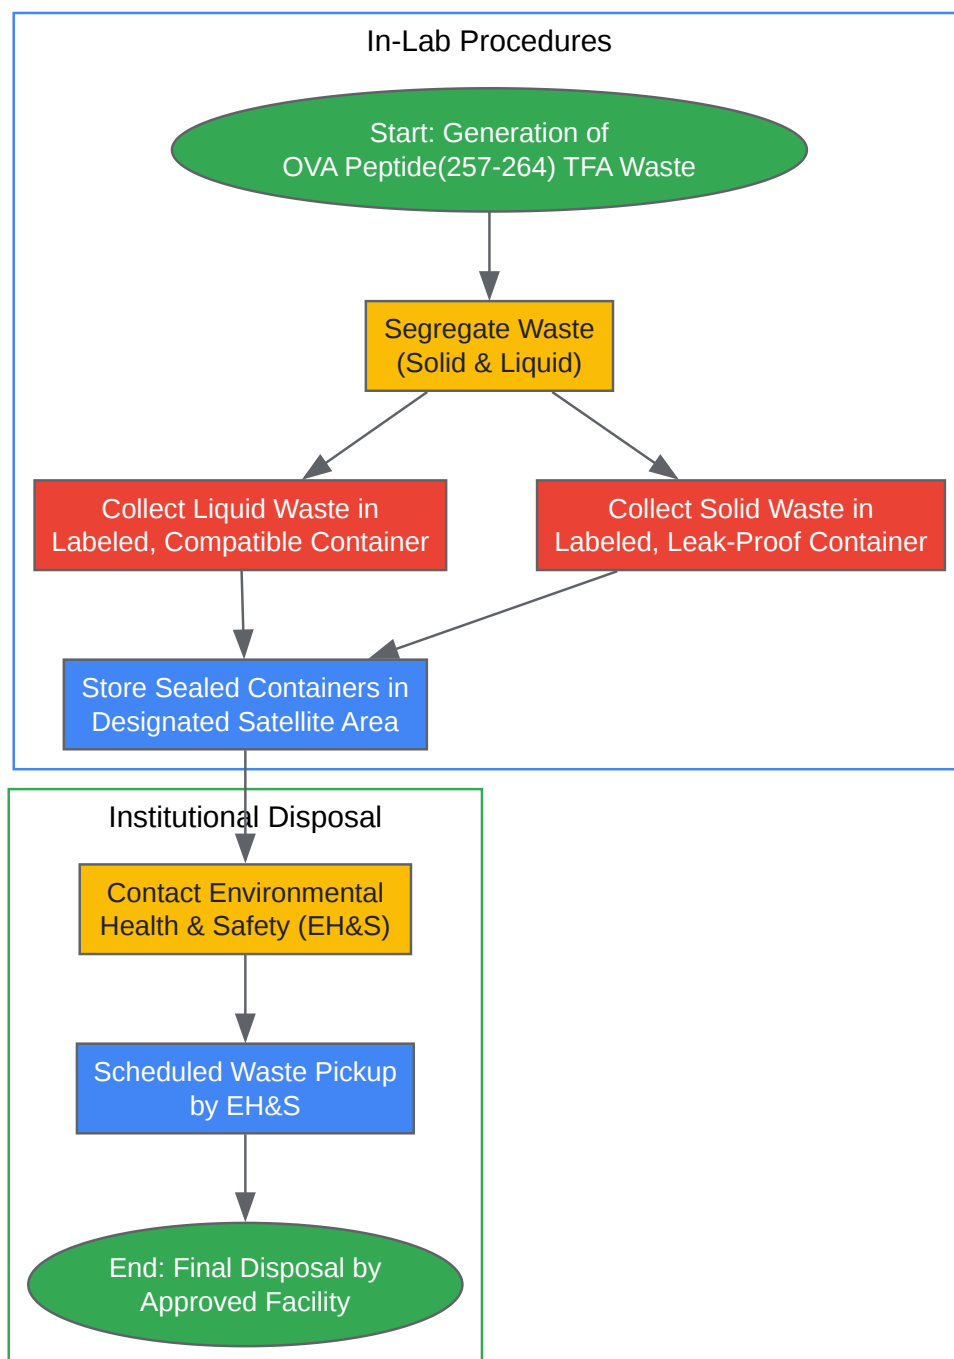 In-Lab Procedures
Start: Generation of
OVA Peptide(257-264) TFA Waste
Segregate Waste
(Solid & Liquid)
Collect Liquid Waste in
Labeled, Compatible Container
Collect Solid Waste in
Labeled, Leak-Proof Container
Store Sealed Containers in
Designated Satellite Area
Institutional Disposal
Contact Environmental
Health & Safety (EH&S)
Scheduled Waste Pickup
by EH&S
End: Final Disposal by
Approved Facility